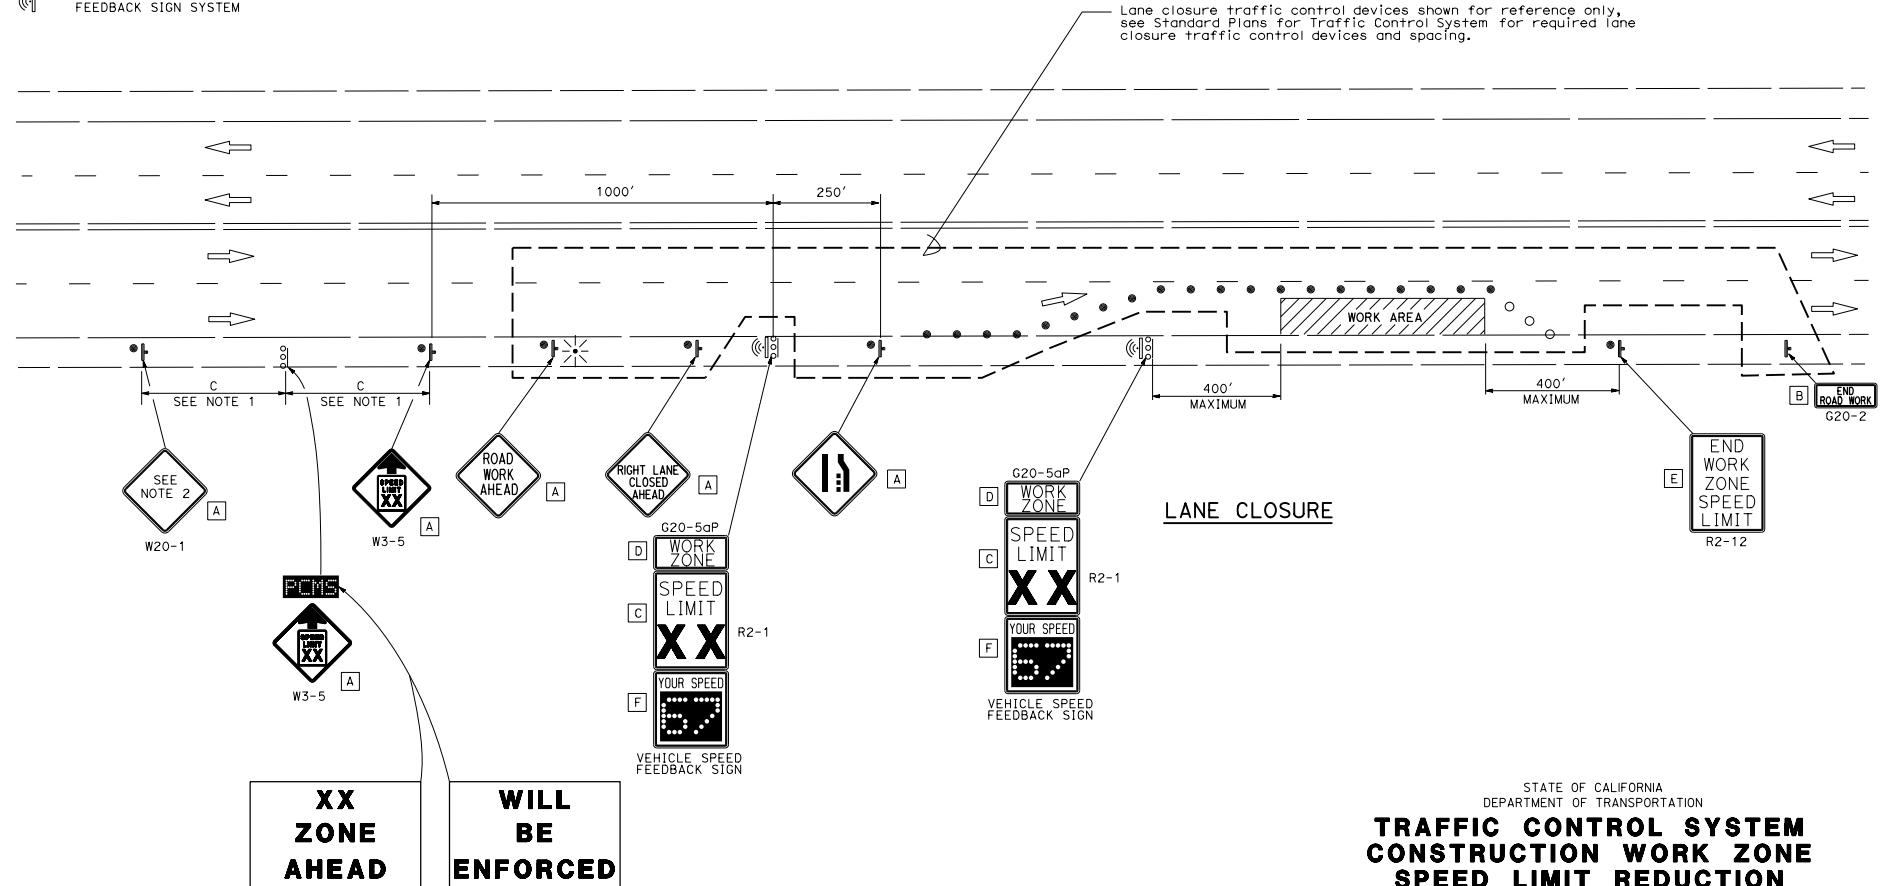 FEEDBACK SIGN SYSTEM
Lane closure traffic control devices shown for reference only,
see Standard Plans for Traffic Control System for required lane
closure traffic control devices and spacing.
1000'
250'
WORK AREA
C
SEE NOTE 1
C
SEE NOTE 1
400'
MAXIMUM
400'
MAXIMUM
B
END
ROAD WORK
G20-2
SEE
NOTE 2
A
W20-1
SPEED
LIMIT
XX
A
W3-5
ROAD
WORK
AHEAD
A
RIGHT LANE
CLOSED
AHEAD
A
A
G20-5aP
D
WORK
ZONE
C
SPEED
LIMIT
XX
R2-1
F
YOUR SPEED
67
VEHICLE SPEED
FEEDBACK SIGN
G20-5aP
D
WORK
ZONE
C
SPEED
LIMIT
XX
R2-1
F
YOUR SPEED
67
VEHICLE SPEED
FEEDBACK SIGN
LANE CLOSURE
E
END
WORK
ZONE
SPEED
LIMIT
R2-12
PCMS
SPEED
LIMIT
XX
A
W3-5
XX
ZONE
AHEAD
WILL
BE
ENFORCED
STATE OF CALIFORNIA
DEPARTMENT OF TRANSPORTATION
TRAFFIC CONTROL SYSTEM
CONSTRUCTION WORK ZONE
SPEED LIMIT REDUCTION